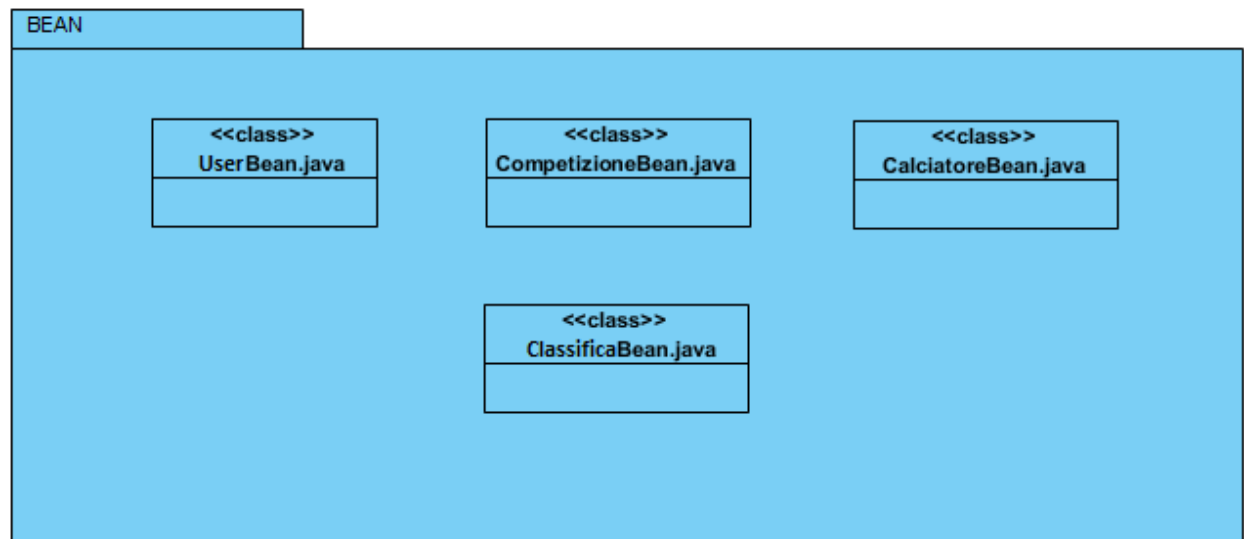 BEAN
<<class>>
UserBean.java
<<class>>
CompetizioneBean.java
<<class>>
CalciatoreBean.java
<<class>>
ClassificaBean.java